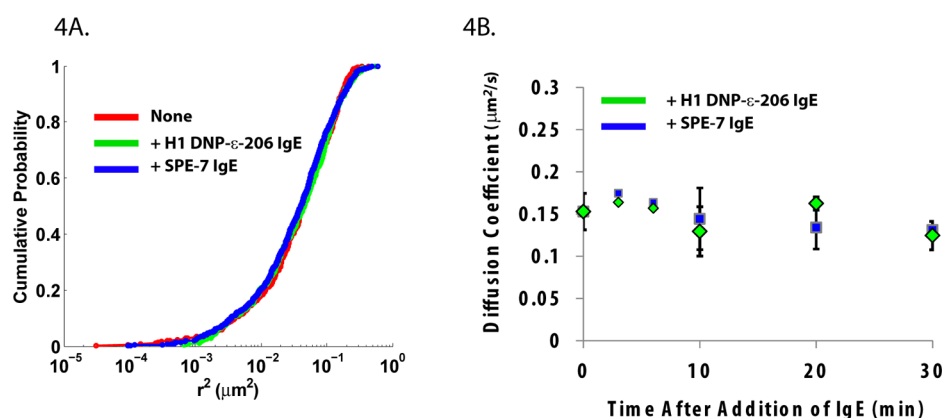 4A.
4B.
Cumulative Probability
1
0.8
0.6
0.4
0.2
0
None
+ H1 DNP-ε-206 IgE
+ SPE-7 IgE
10⁻⁵ 10⁻⁴ 10⁻³ 10⁻² 10⁻¹ 10⁰
r² (μm²)
Diffusion Coefficient (μm²/s)
0.3
0.25
0.2
0.15
0.1
0.05
0
+ H1 DNP-ε-206 IgE
+ SPE-7 IgE
0 10 20 30
Time After Addition of IgE (min)